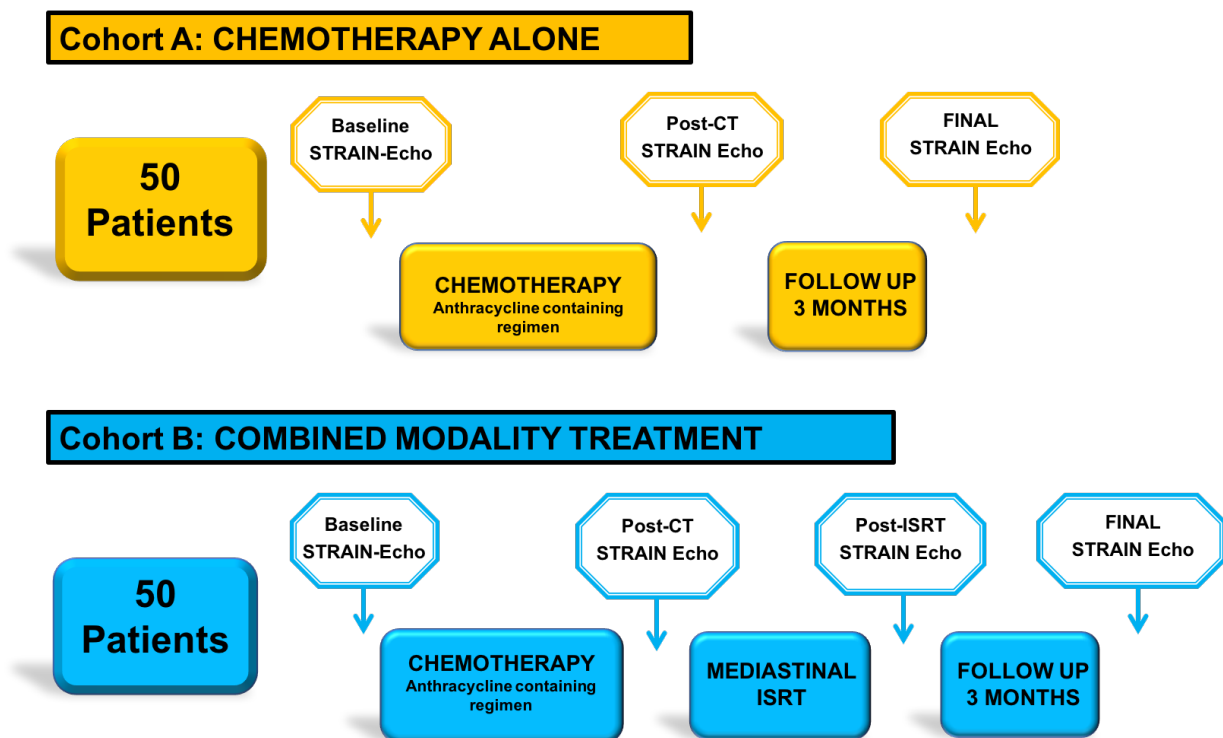 Cohort A: CHEMOTHERAPY ALONE
Baseline
STRAIN-Echo
Post-CT
STRAIN Echo
FINAL
STRAIN Echo
50
Patients
CHEMOTHERAPY
Anthracycline containing
regimen
FOLLOW UP
3 MONTHS
Cohort B: COMBINED MODALITY TREATMENT
Baseline
STRAIN-Echo
Post-CT
STRAIN Echo
Post-ISRT
STRAIN Echo
FINAL
STRAIN Echo
50
Patients
CHEMOTHERAPY
Anthracycline containing
regimen
MEDIASTINAL
ISRT
FOLLOW UP
3 MONTHS